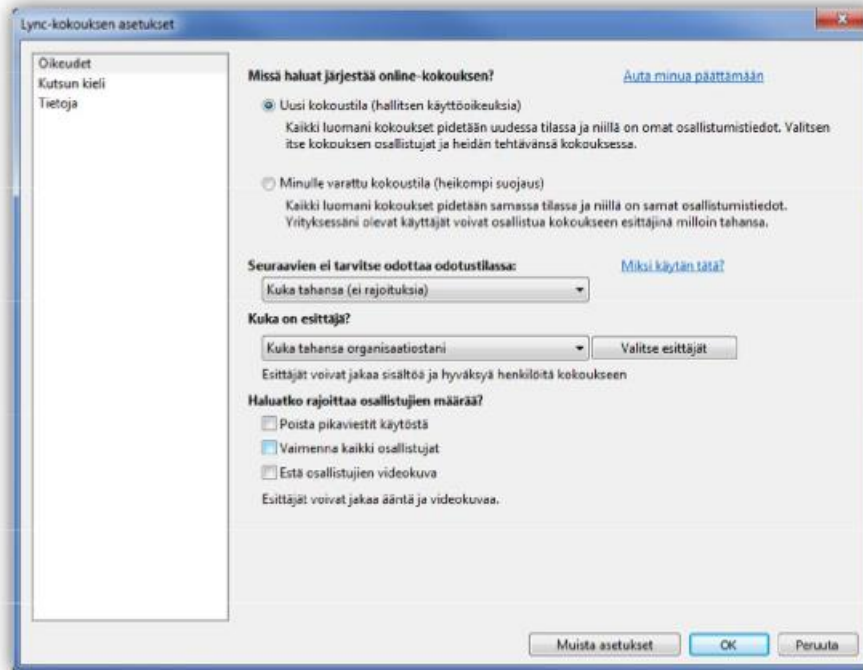 Lync-kokouksen asetukset
Oikeudet
Kutsun kieli
Tietoja
Missä haluat järjestää online-kokouksen?
Auta minua päättämään
Uusi kokoustila (hallitsen käyttöoikeuksia)
Kaikki luomani kokoukset pidetään uudessa tilassa ja niillä on omat osallistumistiedot. Valitsen
itse kokouksen osallistujat ja heidän tehtävänsä kokouksessa.
Minulle varattu kokoustila (heikompi suojaus)
Kaikki luomani kokoukset pidetään samassa tilassa ja niillä on samat osallistumistiedot.
Yrityksessäni olevat käyttäjät voivat osallistua kokoukseen esittäjinä milloin tahansa.
Seuraavien ei tarvitse odottaa odotustilassa:
Miksi käytän tätä?
Kuka tahansa (ei rajoituksia)
Kuka on esittäjä?
Kuka tahansa organisaatiostani
Valitse esittäjät
Esittäjät voivat jakaa sisältöä ja hyväksyä henkilöitä kokoukseen
Haluatko rajoittaa osallistujien määrää?
Poista pikaviestit käytöstä
Vaimenna kaikki osallistujat
Estä osallistujien videokuva
Esittäjät voivat jakaa ääntä ja videokuvaa.
Muista asetukset
OK
Peruuta